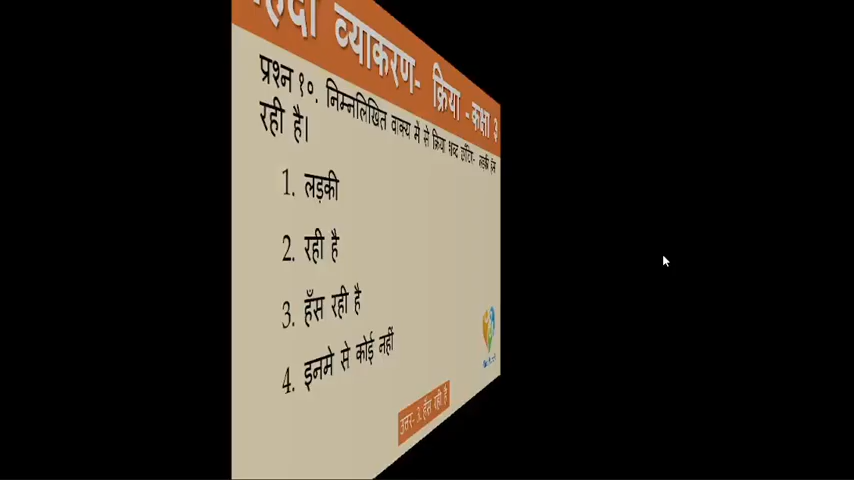 हिंदी व्याकरण- क्रिया - कक्षा ३
प्रश्न १०. निम्नलिखित वाक्य में से क्रिया शब्द छाँटिए- लड़की हँस
रही है।
1. लड़की
2. रही है
3. हँस रही है
4. इनमे से कोई नहीं
उत्तर- 3. हँस रही है